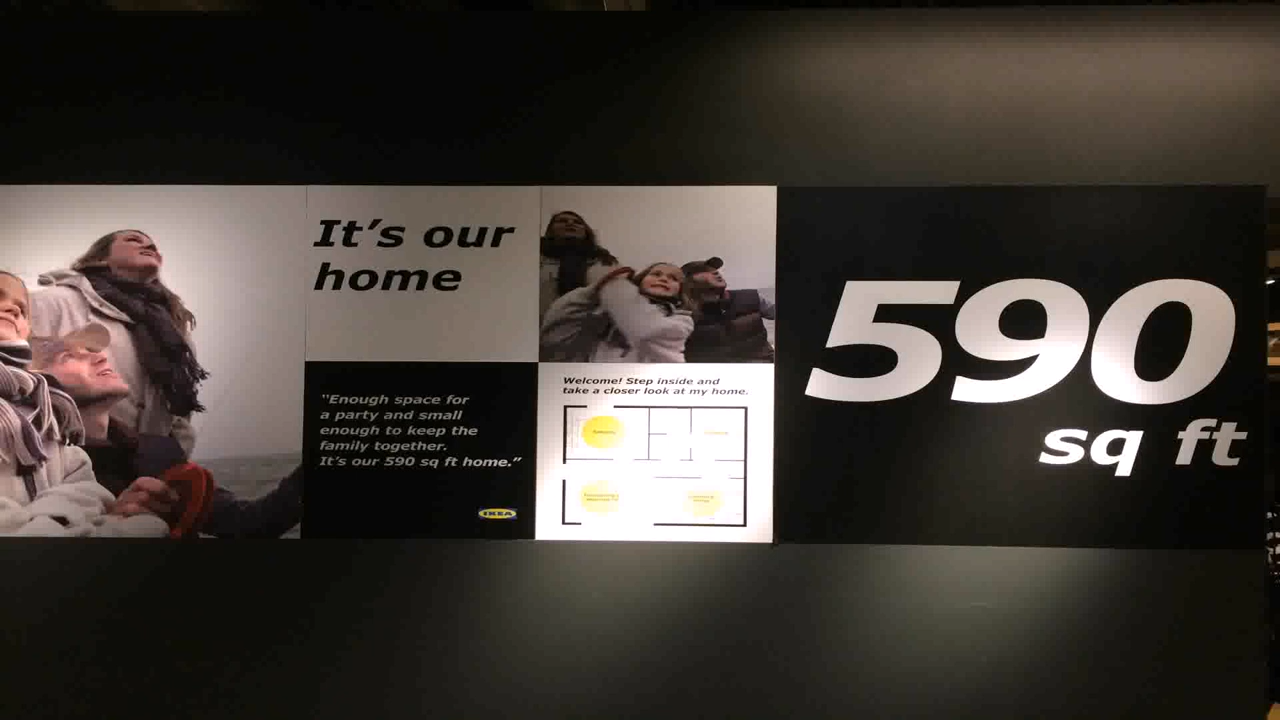 It’s our
home
“Enough space for
a party and small
enough to keep the
family together.
It’s our 590 sq ft home.”
IKEA
Welcome! Step inside and
take a closer look at my home.
590
sq ft